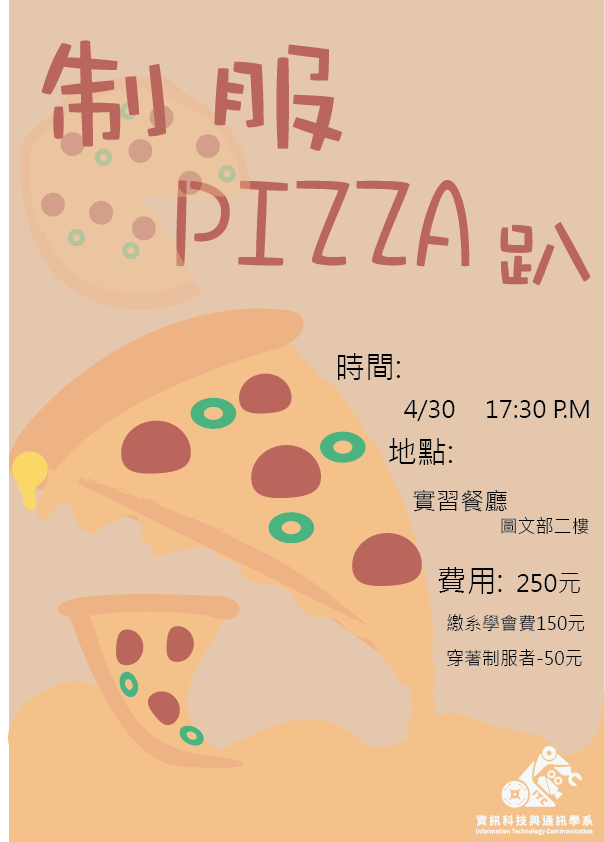 制服
PIZZA趴
時間:
4/30 17:30 P.M
地點:
實習餐廳
圖文部二樓
費用: 250元
繳系學會費150元
穿著制服者-50元
ITC
資訊科技與通訊學系
Information Technology Communication